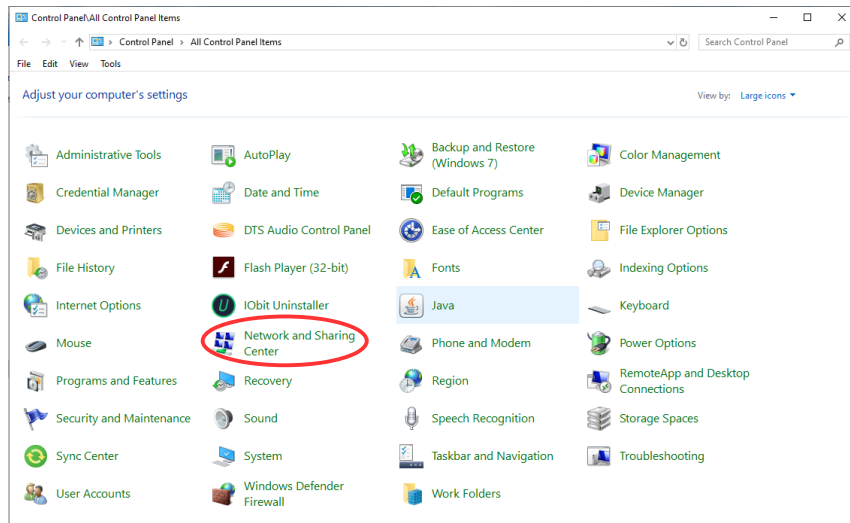 Control Panel\All Control Panel Items
Control Panel > All Control Panel Items
Search Control Panel
File Edit View Tools
Adjust your computer's settings
View by: Large icons
Administrative Tools
AutoPlay
Backup and Restore
(Windows 7)
Color Management
Credential Manager
Date and Time
Default Programs
Device Manager
Devices and Printers
DTS Audio Control Panel
Ease of Access Center
File Explorer Options
File History
Flash Player (32-bit)
Fonts
Indexing Options
Internet Options
IObit Uninstaller
Java
Keyboard
Mouse
Network and Sharing
Center
Phone and Modem
Power Options
Programs and Features
Recovery
Region
RemoteApp and Desktop
Connections
Security and Maintenance
Sound
Speech Recognition
Storage Spaces
Sync Center
System
Taskbar and Navigation
Troubleshooting
User Accounts
Windows Defender
Firewall
Work Folders